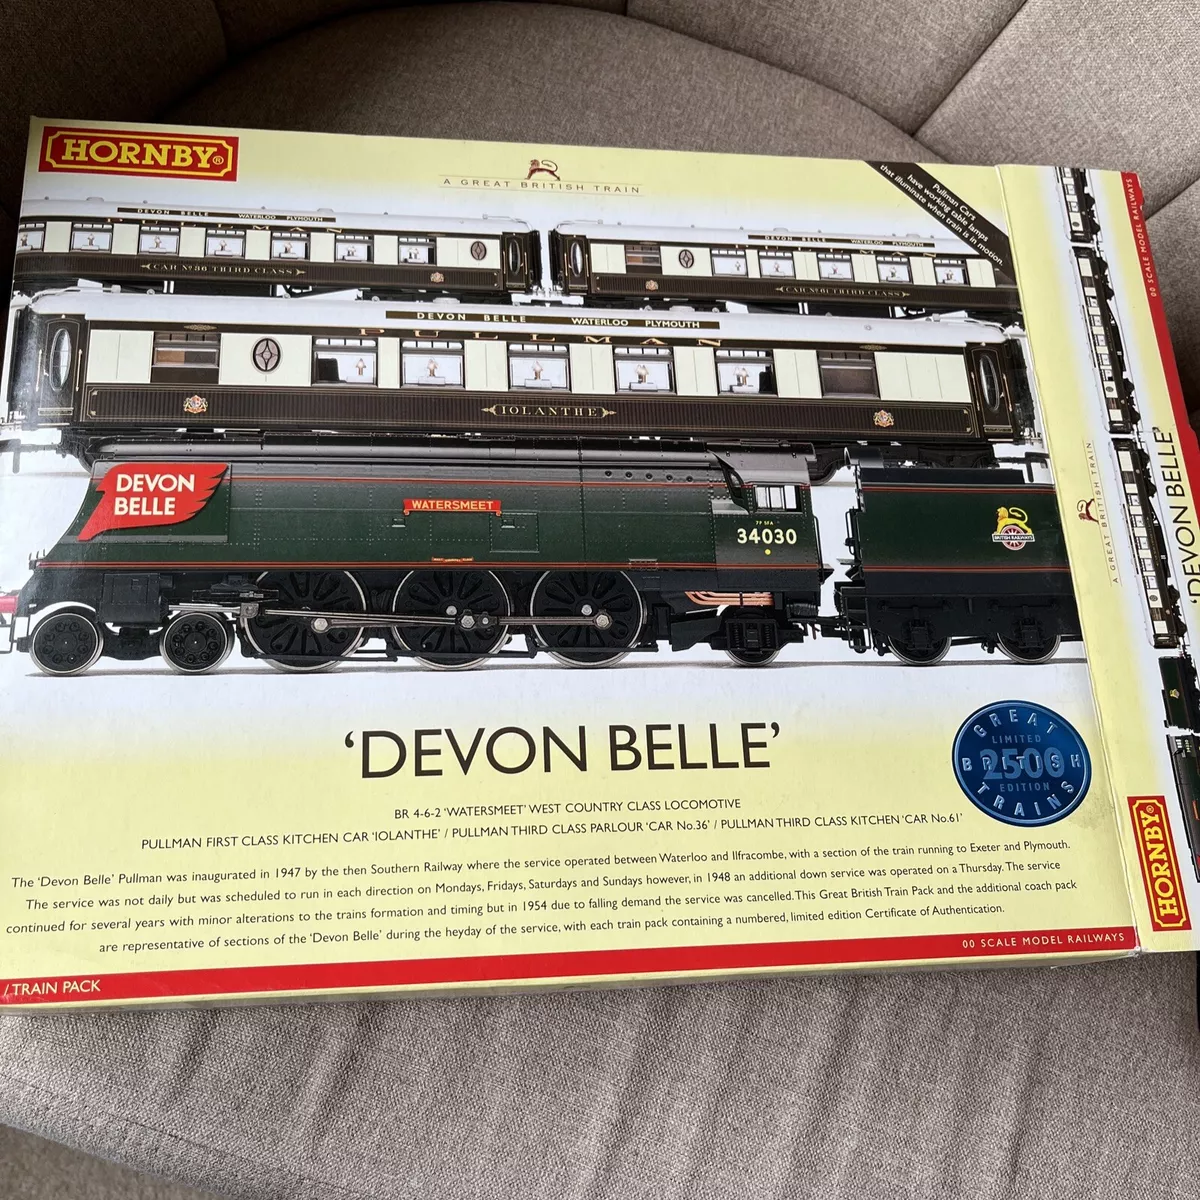 HORNBY®
A GREAT BRITISH TRAIN
Pullman Cars
have working table lamps
that illuminate when train is in motion.
DEVON BELLE WATERLOO PLYMOUTH
PULLMAN
CAR No36 THIRD CLASS
DEVON BELLE WATERLOO PLYMOUTH
CAR No61 THIRD CLASS
DEVON BELLE WATERLOO PLYMOUTH
PULLMAN
IOLANTHE
DEVON
BELLE
WATERSMEET
7P 5FA
34030
BRITISH RAILWAYS
'DEVON BELLE'
BR 4-6-2 'WATERSMEET' WEST COUNTRY CLASS LOCOMOTIVE
PULLMAN FIRST CLASS KITCHEN CAR 'IOLANTHE' / PULLMAN THIRD CLASS PARLOUR 'CAR No.36' / PULLMAN THIRD CLASS KITCHEN 'CAR No.61'
The 'Devon Belle' Pullman was inaugurated in 1947 by the then Southern Railway where the service operated between Waterloo and Ilfracombe, with a section of the train running to Exeter and Plymouth.
The service was not daily but was scheduled to run in each direction on Mondays, Fridays, Saturdays and Sundays however, in 1948 an additional down service was operated on a Thursday. The service
continued for several years with minor alterations to the trains formation and timing but in 1954 due to falling demand the service was cancelled. This Great British Train Pack and the additional coach pack
are representative of sections of the 'Devon Belle' during the heyday of the service, with each train pack containing a numbered, limited edition Certificate of Authentication.
GREAT
LIMITED
2500
BRITISH
EDITION
TRAINS
/ TRAIN PACK
00 SCALE MODEL RAILWAYS
00 SCALE MODEL RAILWAYS
A GREAT BRITISH TRAIN
'DEVON BELLE'
HORNBY®